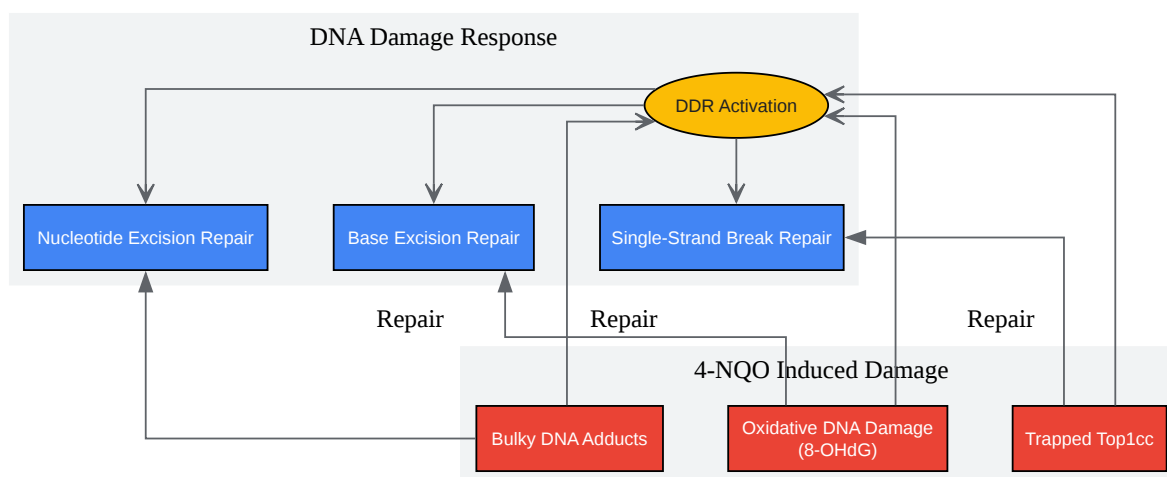 DNA Damage Response
DDR Activation
Nucleotide Excision Repair
Base Excision Repair
Single-Strand Break Repair
Repair
Repair
Repair
4-NQO Induced Damage
Bulky DNA Adducts
Oxidative DNA Damage
(8-OHdG)
Trapped Top1cc